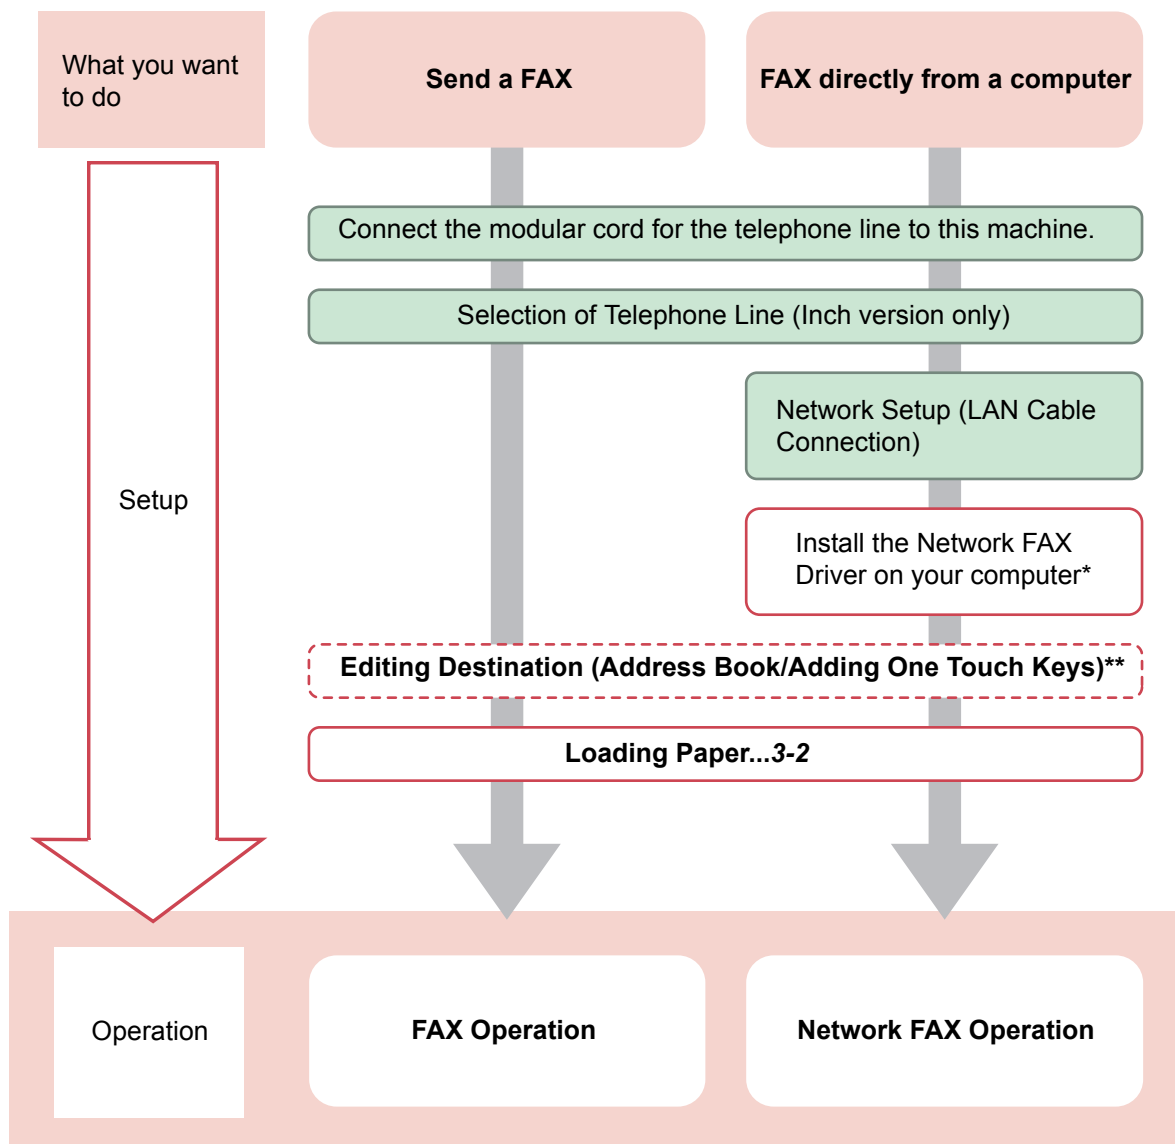 What you want
to do
Send a FAX
FAX directly from a computer
Connect the modular cord for the telephone line to this machine.
Selection of Telephone Line (Inch version only)
Network Setup (LAN Cable
Connection)
Setup
Install the Network FAX
Driver on your computer*
Editing Destination (Address Book/Adding One Touch Keys)**
Loading Paper...3-2
Operation
FAX Operation
Network FAX Operation